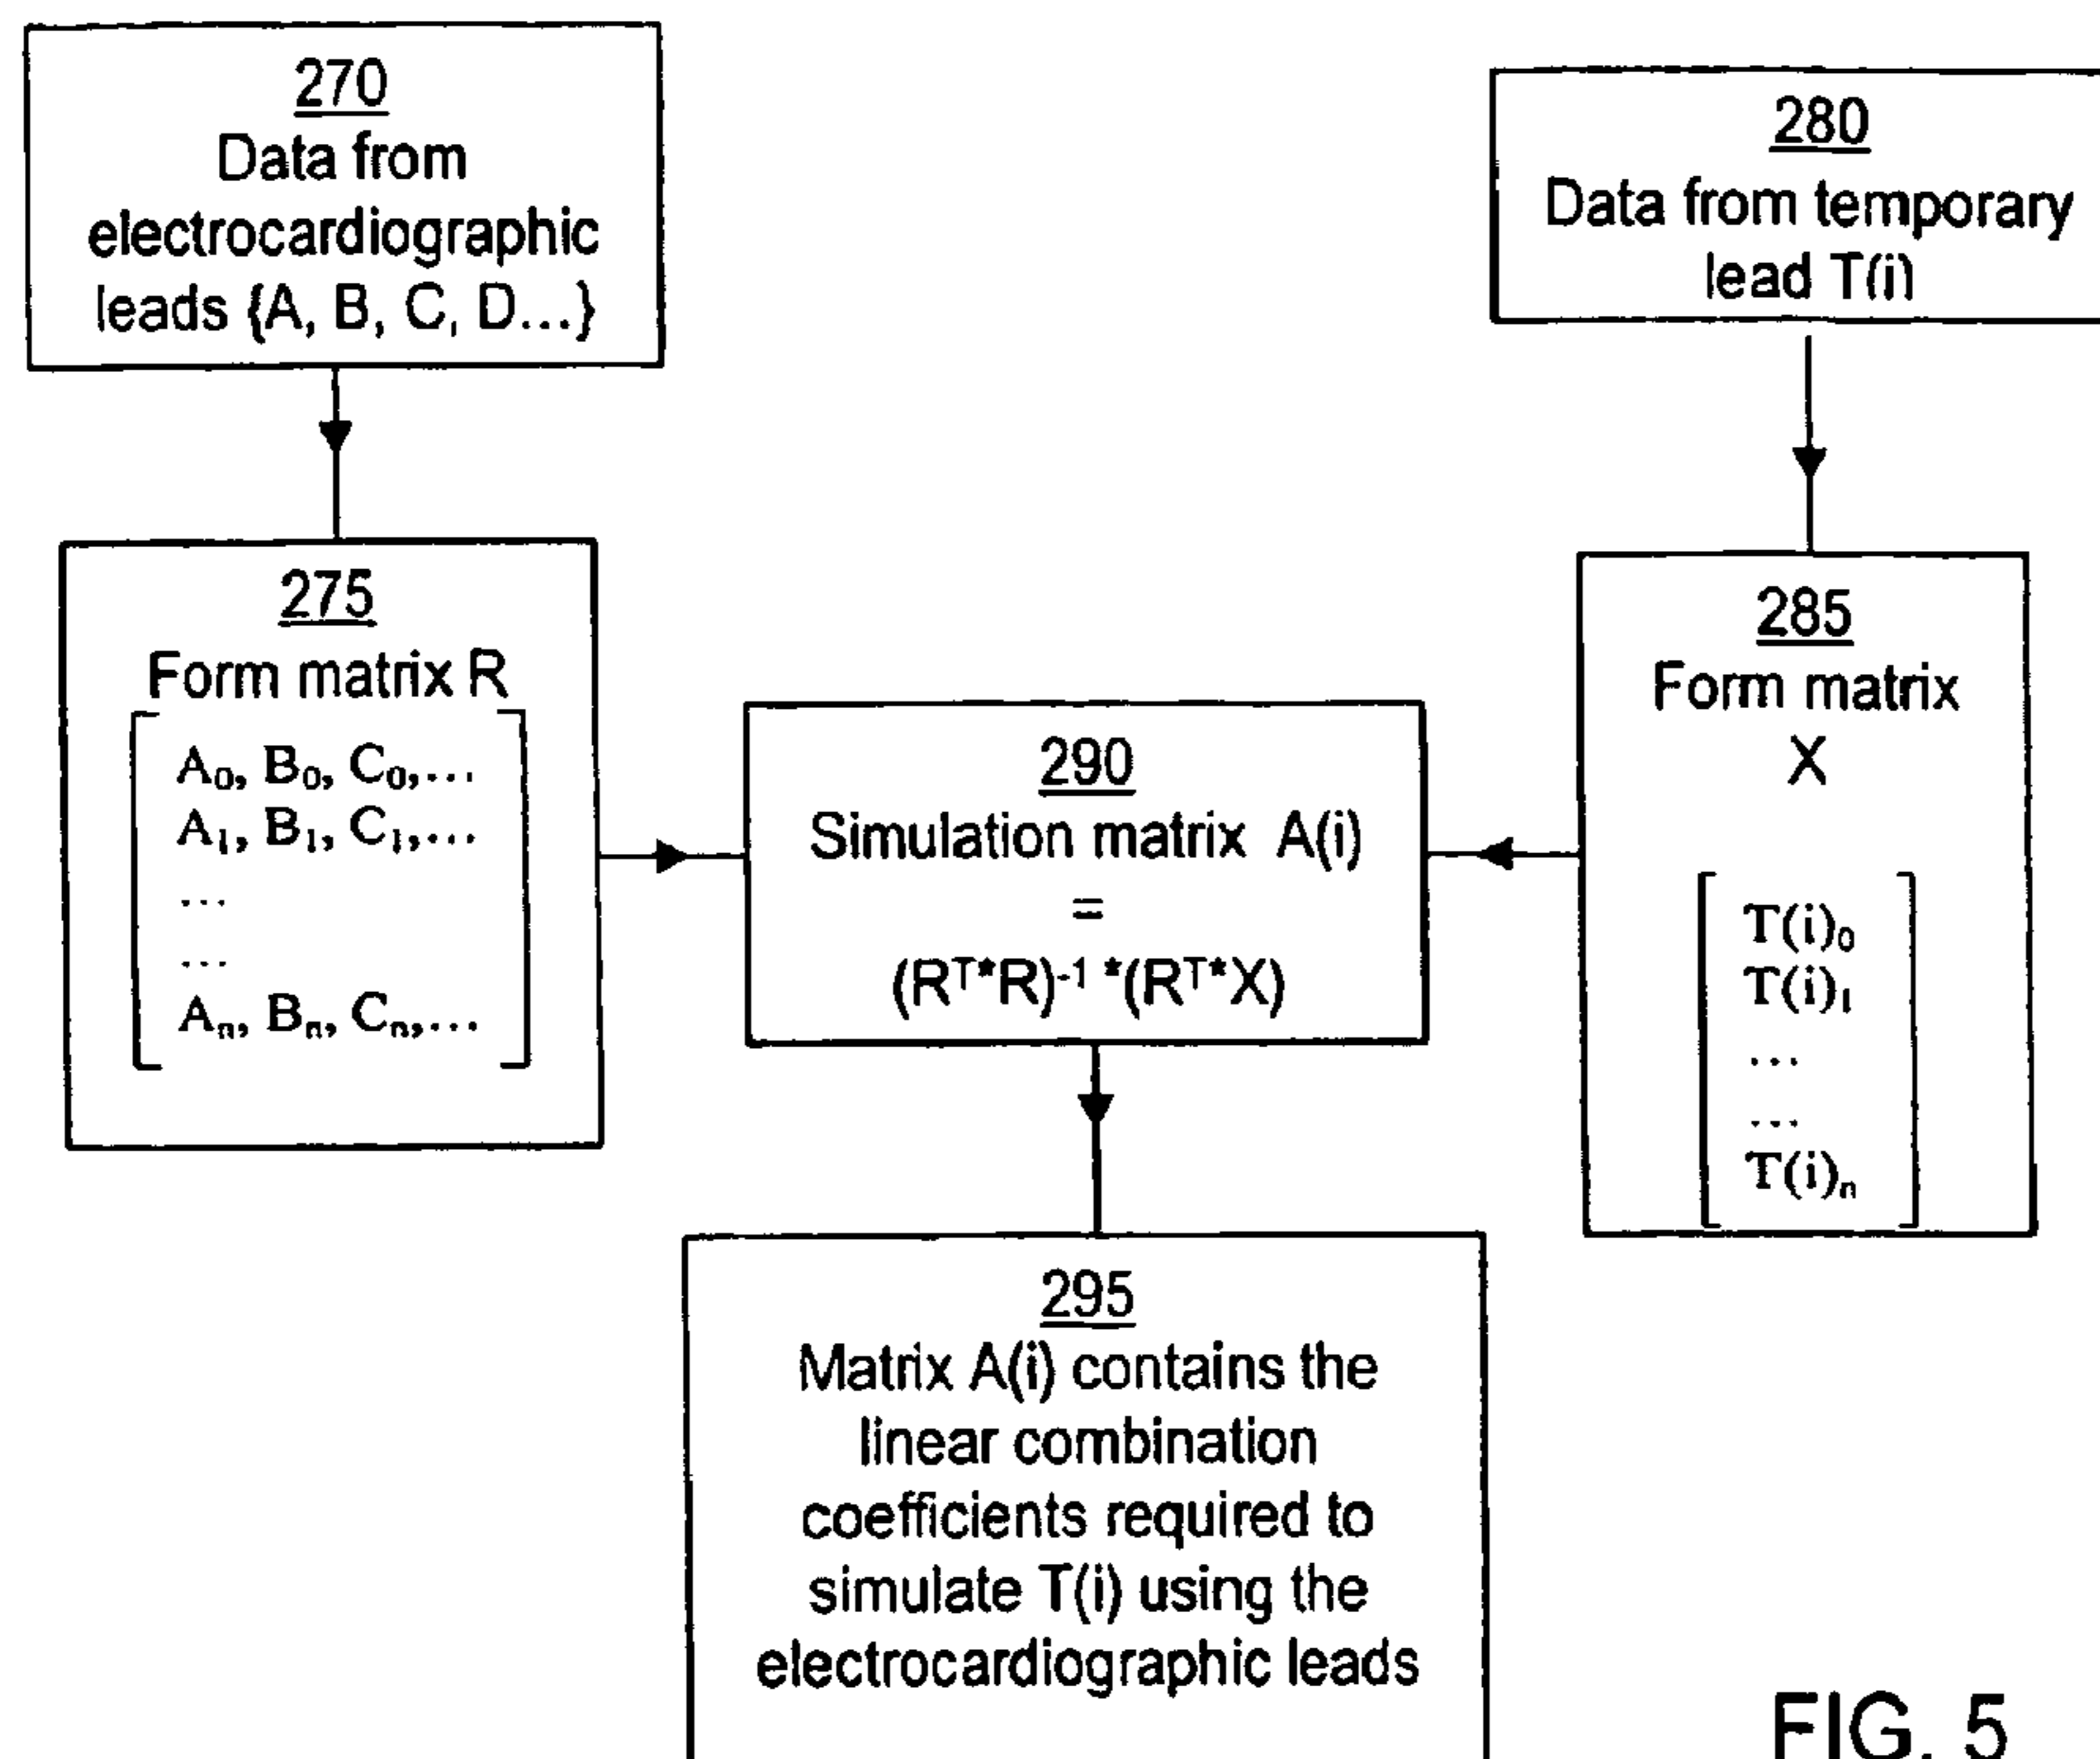 270
Data from
electrocardiographic
leads {A, B, C, D...}
280
Data from temporary
lead T(i)
275
Form matrix R
A₀, B₀, C₀,...
A₁, B₁, C₁,...
...
...
Aₙ, Bₙ, Cₙ,...
290
Simulation matrix A(i)
=
(Rᵀ*R)⁻¹ *(Rᵀ*X)
285
Form matrix
X
T(i)₀
T(i)₁
...
...
T(i)ₙ
295
Matrix A(i) contains the
linear combination
coefficients required to
simulate T(i) using the
electrocardiographic leads
FIG. 5